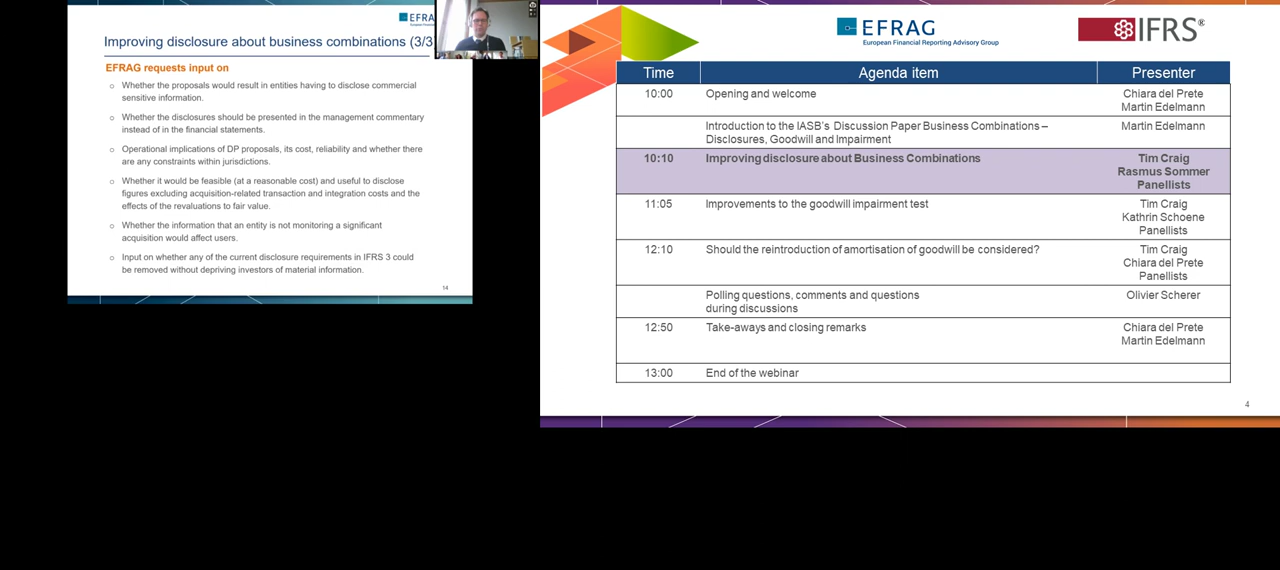 EFRAG
Improving disclosure about business combinations (3/3
EFRAG requests input on
o Whether the proposals would result in entities having to disclose commercial
sensitive information.
o Whether the disclosures should be presented in the management commentary
instead of in the financial statements.
o Operational implications of DP proposals, its cost, reliability and whether there
are any constraints within jurisdictions.
o Whether it would be feasible (at a reasonable cost) and useful to disclose
figures excluding acquisition-related transaction and integration costs and the
effects of the revaluations to fair value.
o Whether the information that an entity is not monitoring a significant
acquisition would affect users.
o Input on whether any of the current disclosure requirements in IFRS 3 could
be removed without depriving investors of material information.
14
EFRAG
European Financial Reporting Advisory Group
IFRS®
Time Agenda item Presenter
10:00 Opening and welcome Chiara del Prete
Martin Edelmann
Introduction to the IASB's Discussion Paper Business Combinations – Martin Edelmann
Disclosures, Goodwill and Impairment
10:10 Improving disclosure about Business Combinations Tim Craig
Rasmus Sommer
Panellists
11:05 Improvements to the goodwill impairment test Tim Craig
Kathrin Schoene
Panellists
12:10 Should the reintroduction of amortisation of goodwill be considered? Tim Craig
Chiara del Prete
Panellists
Polling questions, comments and questions Olivier Scherer
during discussions
12:50 Take-aways and closing remarks Chiara del Prete
Martin Edelmann
13:00 End of the webinar
4